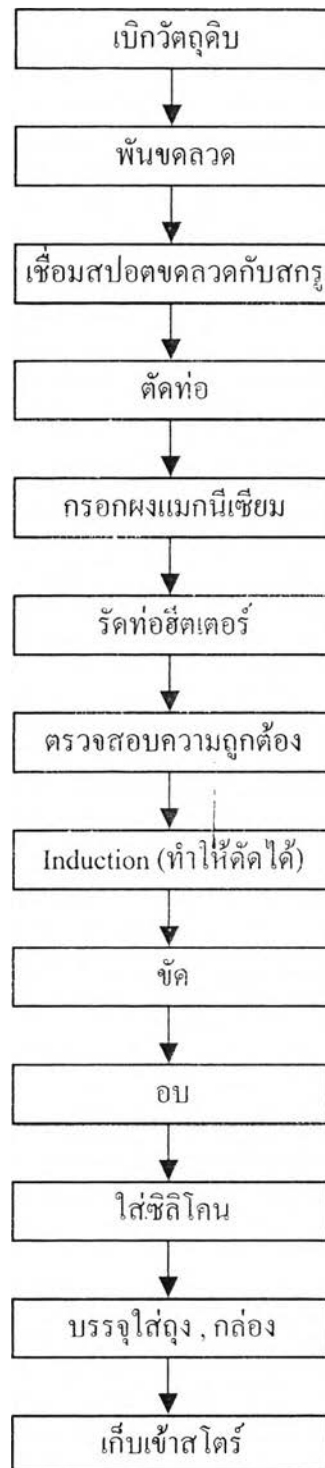 เบิกวัตถุดิบ
พันขดลวด
เชื่อมสปอตขดลวดกับสกรู
ตัดท่อ
กรอกผงแมกนีเซียม
รัดท่อฮีตเตอร์
ตรวจสอบความถูกต้อง
Induction (ทำให้ดัดได้)
ขัด
อบ
ใส่ซิลิโคน
บรรจุใส่ถุง , กล่อง
เก็บเข้าสโตร์